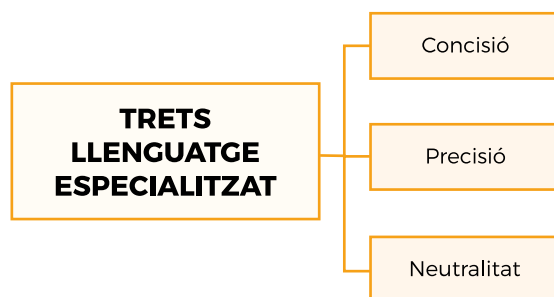 TRETS
LLENGUATGE
ESPECIALITZAT
Concisió
Precisió
Neutralitat